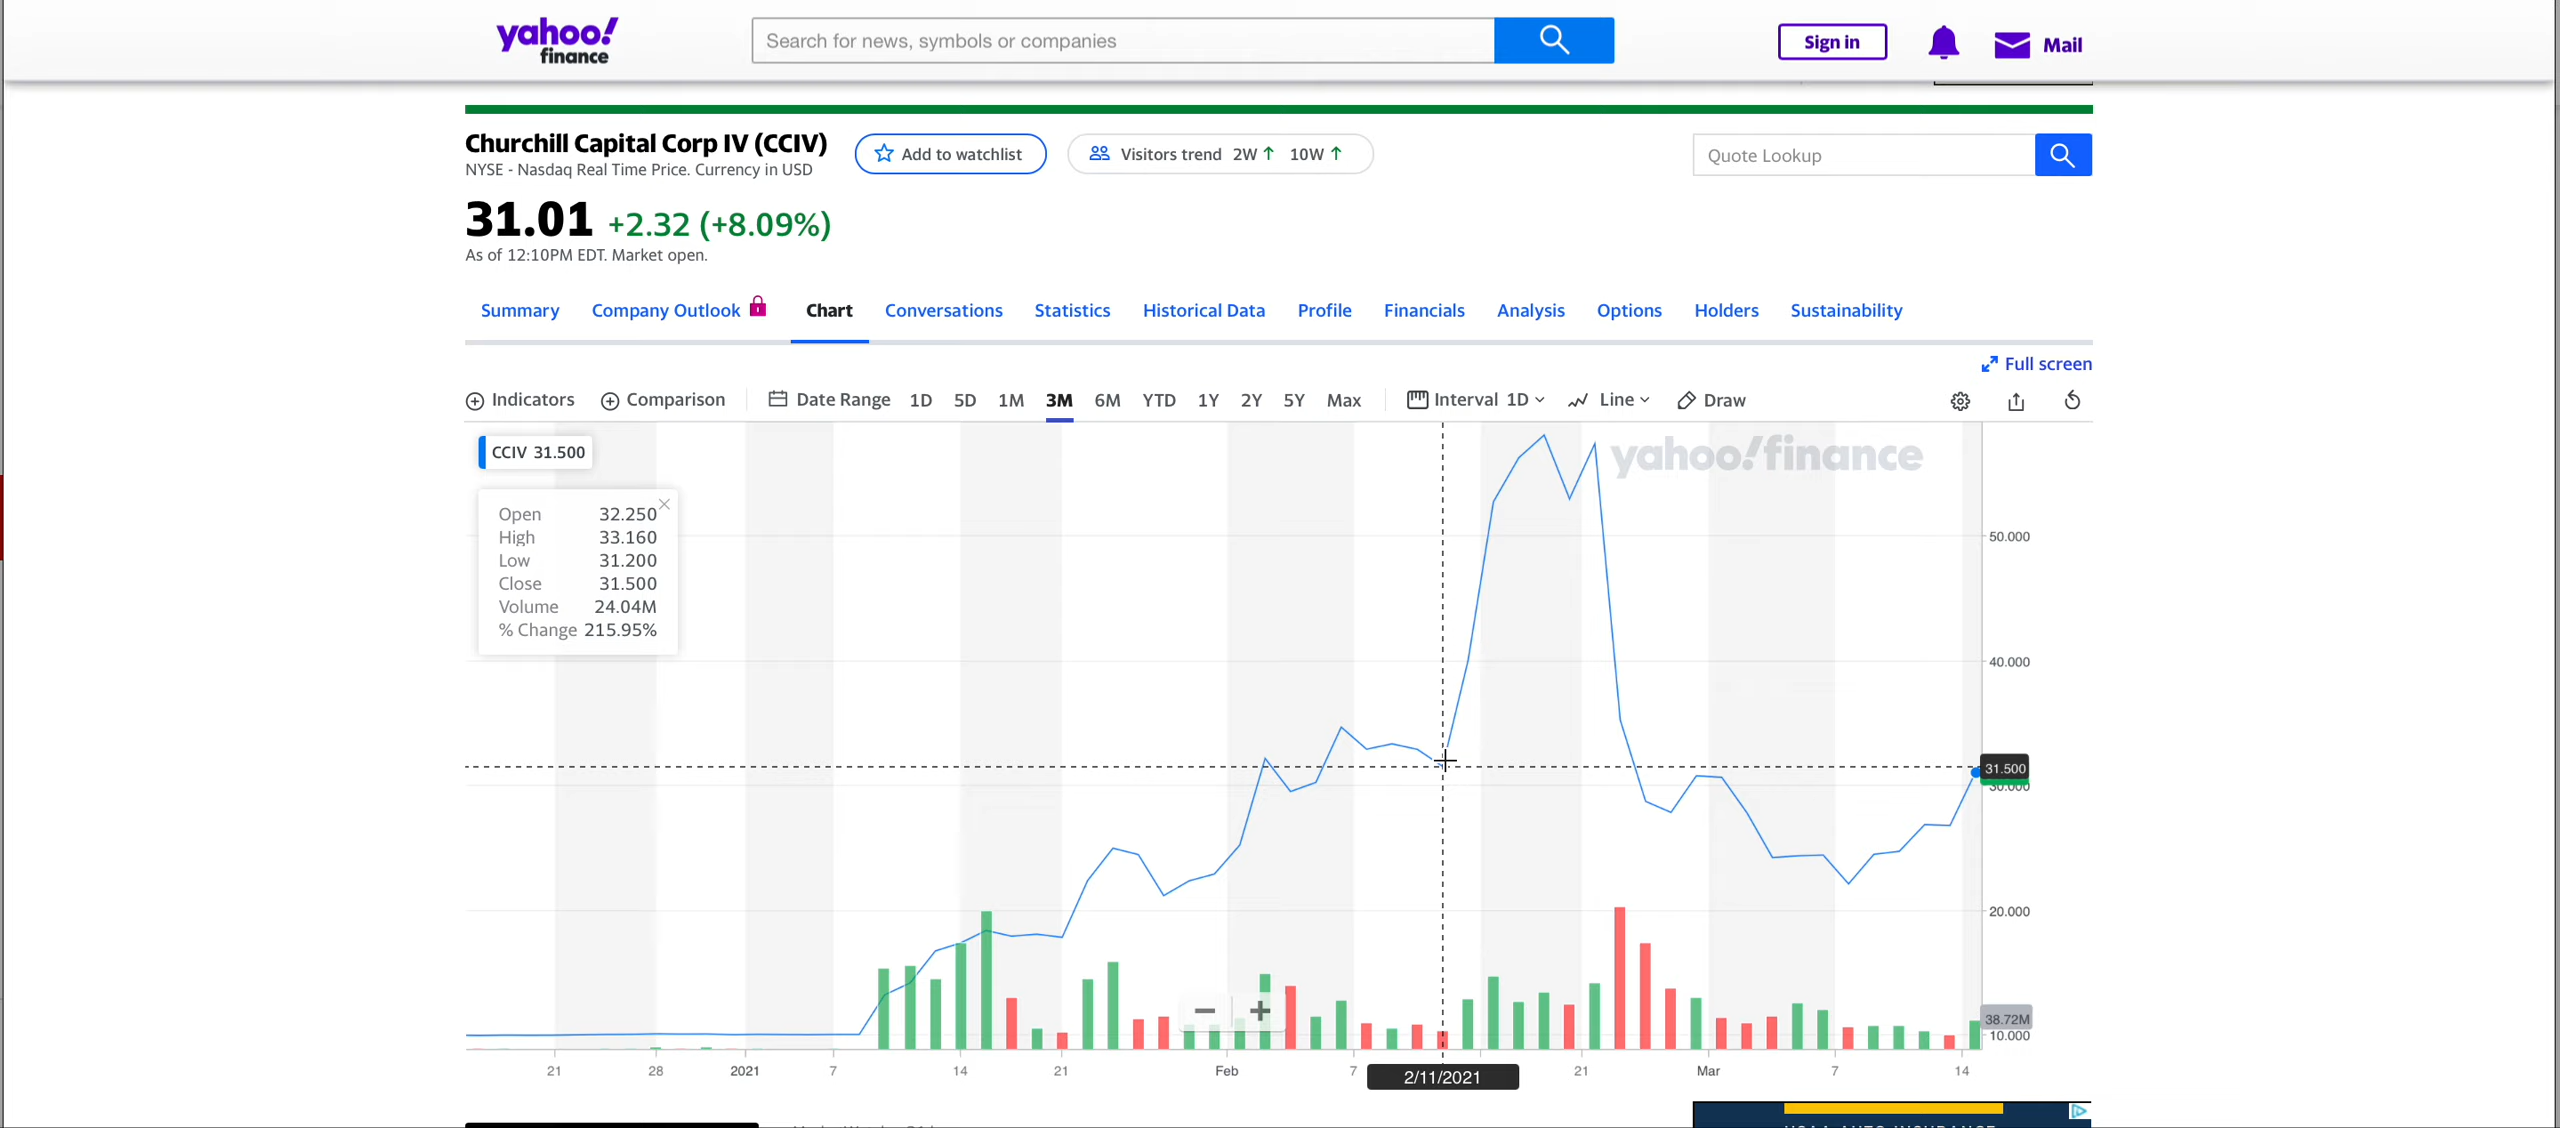 yahoo!
finance
Search for news, symbols or companies
Sign in
Mail
Churchill Capital Corp IV (CCIV)
NYSE - Nasdaq Real Time Price. Currency in USD
Add to watchlist
Visitors trend 2W ↑ 10W ↑
Quote Lookup
31.01 +2.32 (+8.09%)
As of 12:10PM EDT. Market open.
Summary Company Outlook Chart Conversations Statistics Historical Data Profile Financials Analysis Options Holders Sustainability
Full screen
Indicators Comparison Date Range 1D 5D 1M 3M 6M YTD 1Y 2Y 5Y Max Interval 1D Line Draw
CCIV 31.500
yahoo!finance
Open 32.250
High 33.160
Low 31.200
Close 31.500
Volume 24.04M
% Change 215.95%
50.000
40.000
31.500
30.000
20.000
38.72M
10.000
21 28 2021 7 14 21 Feb 7 2/11/2021 21 Mar 7 14